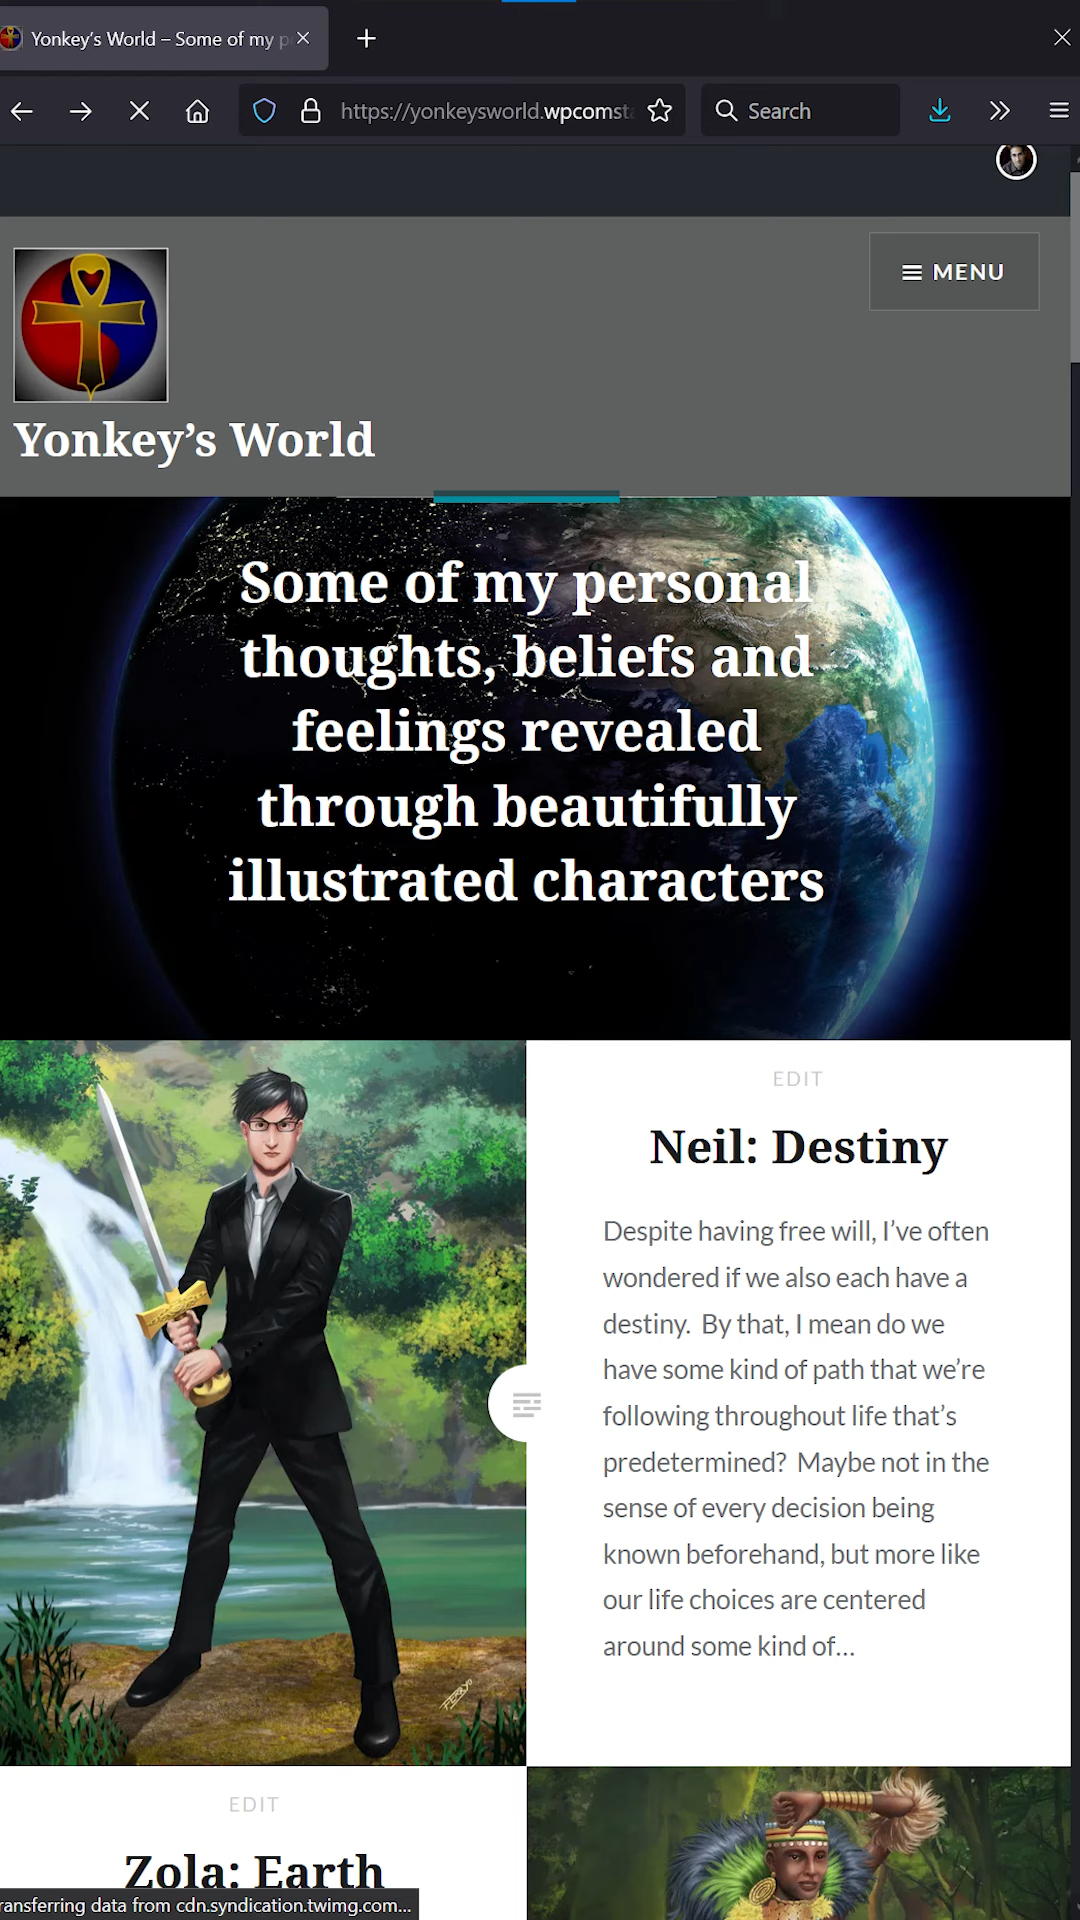 Yonkey's World – Some of my p
https://yonkeysworld.wpcomst
Search
MENU
Yonkey's World
Some of my personal
thoughts, beliefs and
feelings revealed
through beautifully
illustrated characters
EDIT
Neil: Destiny
Despite having free will, I've often
wondered if we also each have a
destiny.  By that, I mean do we
have some kind of path that we're
following throughout life that's
predetermined?  Maybe not in the
sense of every decision being
known beforehand, but more like
our life choices are centered
around some kind of...
EDIT
Zola: Earth
ransferring data from cdn.syndication.twimg.com...